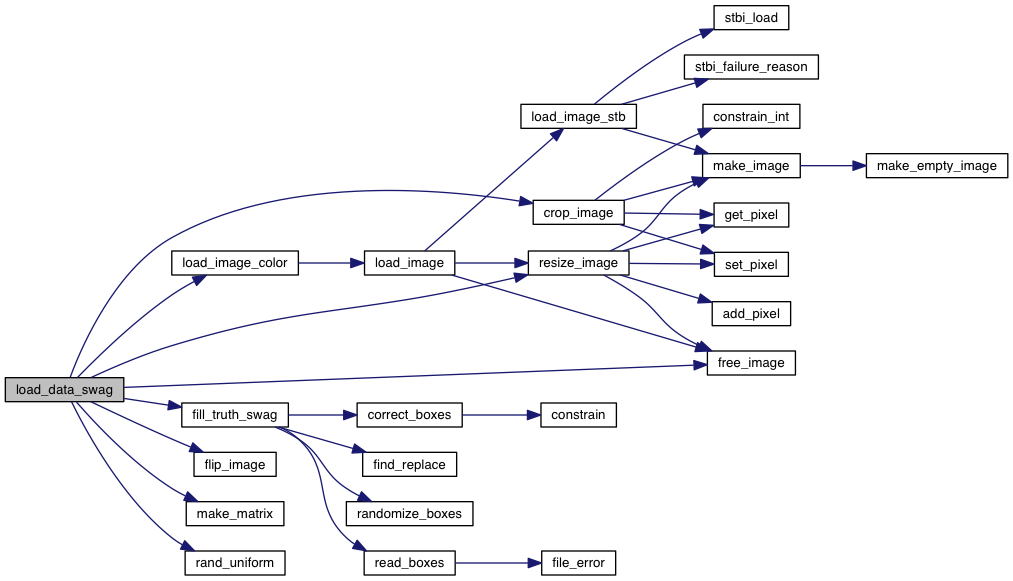 stbi_load
stbi_failure_reason
load_image_stb
constrain_int
make_image
make_empty_image
crop_image
get_pixel
load_image_color
load_image
resize_image
set_pixel
add_pixel
free_image
load_data_swag
fill_truth_swag
correct_boxes
constrain
flip_image
find_replace
make_matrix
randomize_boxes
rand_uniform
read_boxes
file_error